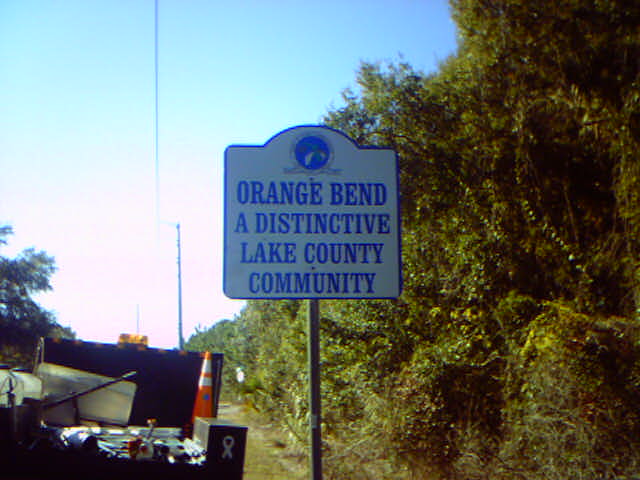 ORANGE BEND
A DISTINCTIVE
LAKE COUNTY
COMMUNITY